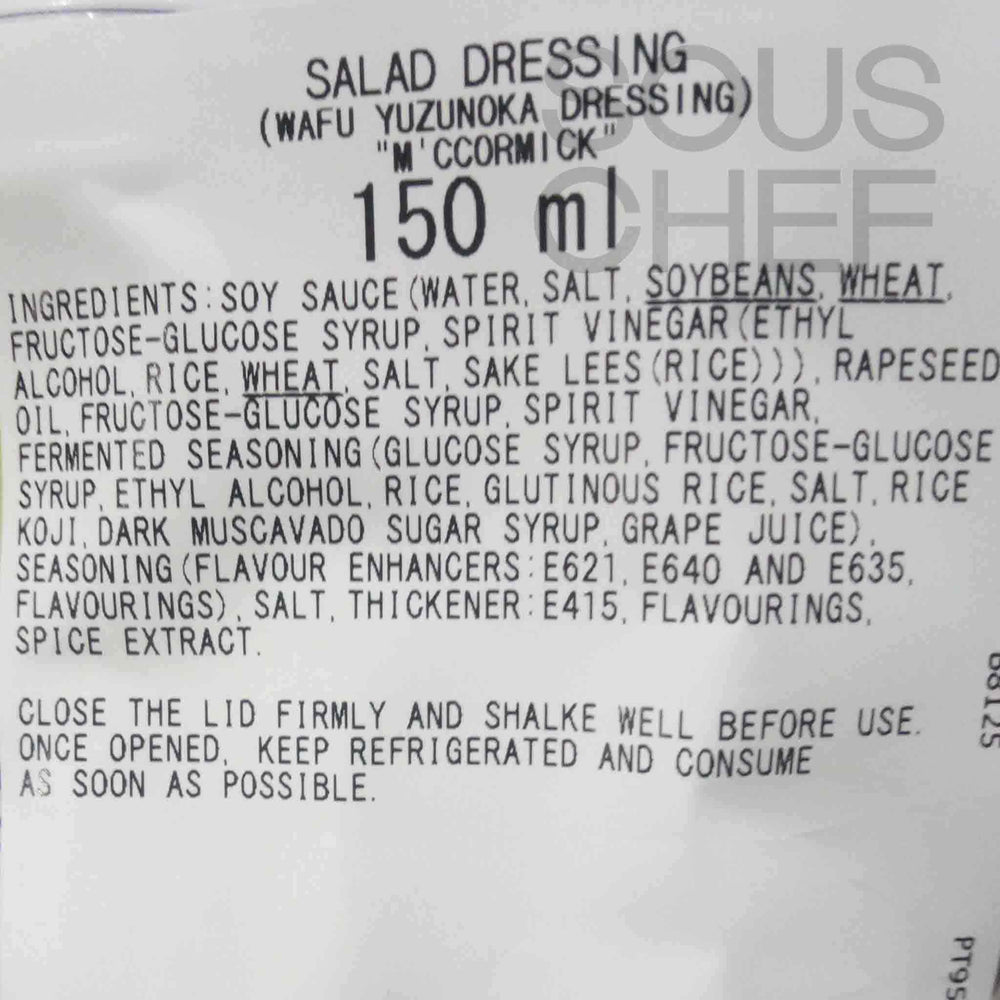 SALAD DRESSING
(WAFU YUZUNOKA DRESSING)
"M'CCORMICK"
150 ml
SOUS
CHEF
INGREDIENTS:SOY SAUCE(WATER, SALT, SOYBEANS, WHEAT,
FRUCTOSE-GLUCOSE SYRUP, SPIRIT VINEGAR(ETHYL
ALCOHOL, RICE, WHEAT, SALT, SAKE LEES(RICE))), RAPESEED
OIL, FRUCTOSE-GLUCOSE SYRUP, SPIRIT VINEGAR,
FERMENTED SEASONING(GLUCOSE SYRUP, FRUCTOSE-GLUCOSE
SYRUP, ETHYL ALCOHOL, RICE, GLUTINOUS RICE, SALT, RICE
KOJI, DARK MUSCAVADO SUGAR SYRUP, GRAPE JUICE),
SEASONING(FLAVOUR ENHANCERS:E621, E640 AND E635,
FLAVOURINGS), SALT, THICKENER:E415, FLAVOURINGS,
SPICE EXTRACT.
CLOSE THE LID FIRMLY AND SHALKE WELL BEFORE USE.
ONCE OPENED, KEEP REFRIGERATED AND CONSUME
AS SOON AS POSSIBLE.